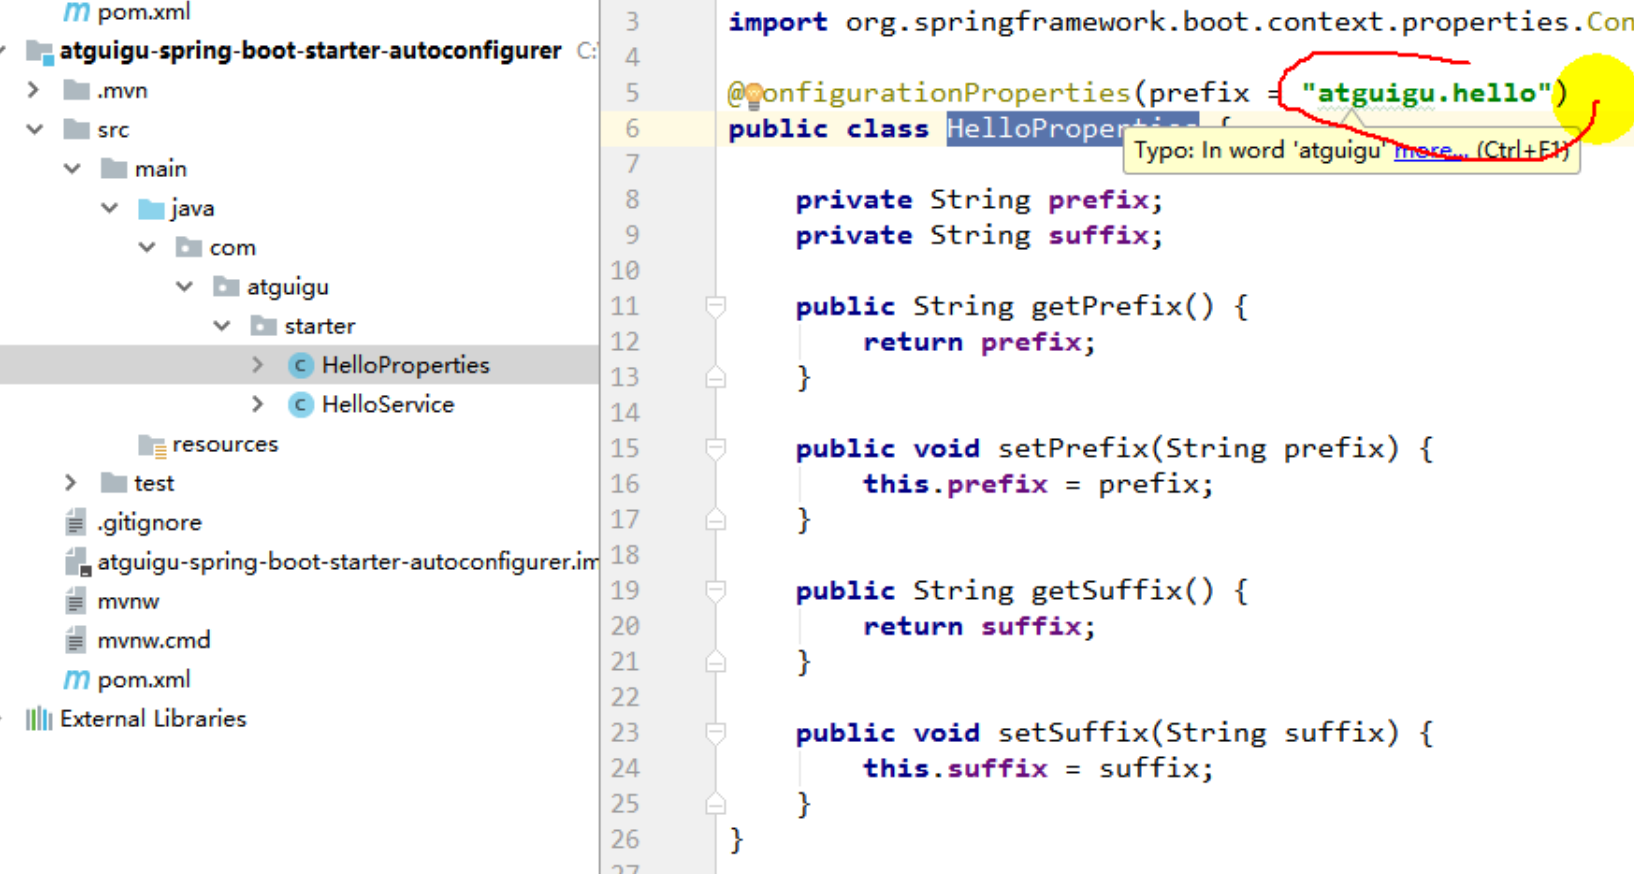 pom.xml
atguigu-spring-boot-starter-autoconfigurer C:
.mvn
src
main
java
com
atguigu
starter
HelloProperties
HelloService
resources
test
.gitignore
atguigu-spring-boot-starter-autoconfigurer.im
mvnw
mvnw.cmd
pom.xml
External Libraries
3 import org.springframework.boot.context.properties.Con
4
5 @ConfigurationProperties(prefix = "atguigu.hello")
6 public class HelloProperties {
Typo: In word 'atguigu' more... (Ctrl+F1)
7
8 private String prefix;
9 private String suffix;
10
11 public String getPrefix() {
12 return prefix;
13 }
14
15 public void setPrefix(String prefix) {
16 this.prefix = prefix;
17 }
18
19 public String getSuffix() {
20 return suffix;
21 }
22
23 public void setSuffix(String suffix) {
24 this.suffix = suffix;
25 }
26 }
27